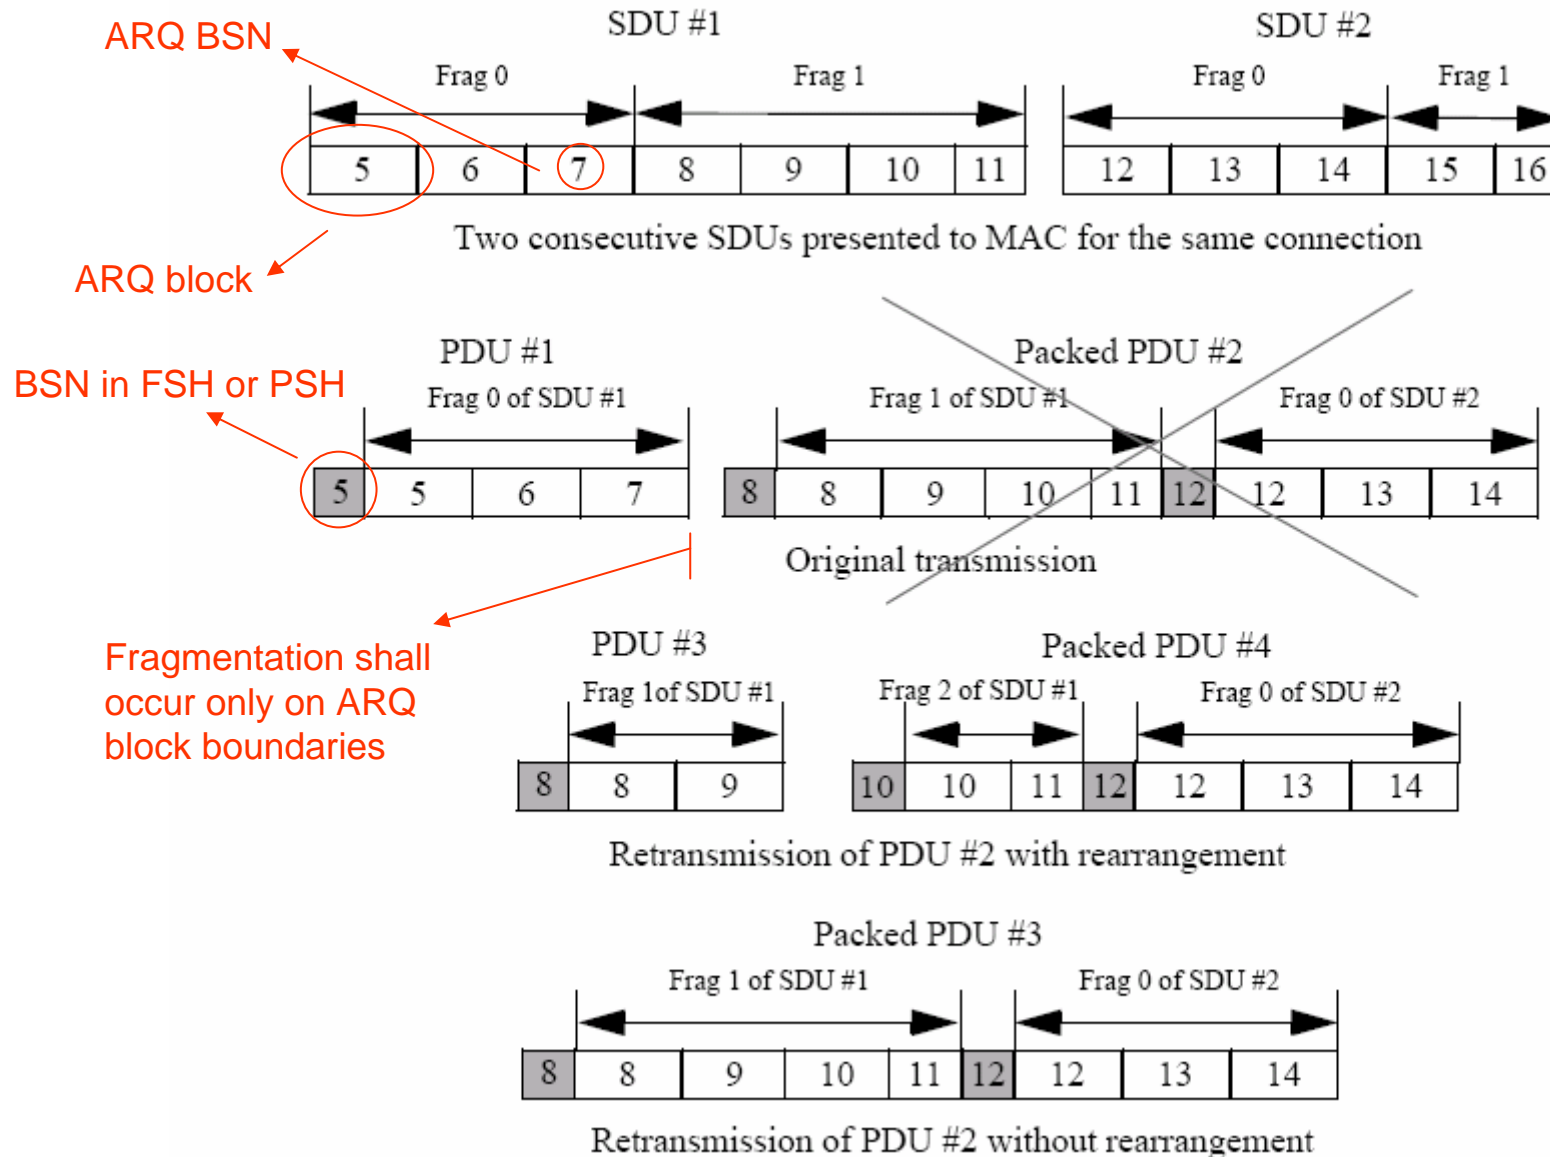 SDU #1
SDU #2
ARQ BSN
Frag 0
Frag 1
Frag 0
Frag 1
5 6 7 8 9 10 11
12 13 14 15 16
Two consecutive SDUs presented to MAC for the same connection
ARQ block
PDU #1
Packed PDU #2
BSN in FSH or PSH
Frag 0 of SDU #1
Frag 1 of SDU #1
Frag 0 of SDU #2
5 5 6 7
8 8 9 10 11 12 12 13 14
Original transmission
Fragmentation shall
occur only on ARQ
block boundaries
PDU #3
Packed PDU #4
Frag 1of SDU #1
Frag 2 of SDU #1
Frag 0 of SDU #2
8 8 9
10 10 11 12 12 13 14
Retransmission of PDU #2 with rearrangement
Packed PDU #3
Frag 1 of SDU #1
Frag 0 of SDU #2
8 8 9 10 11 12 12 13 14
Retransmission of PDU #2 without rearrangement